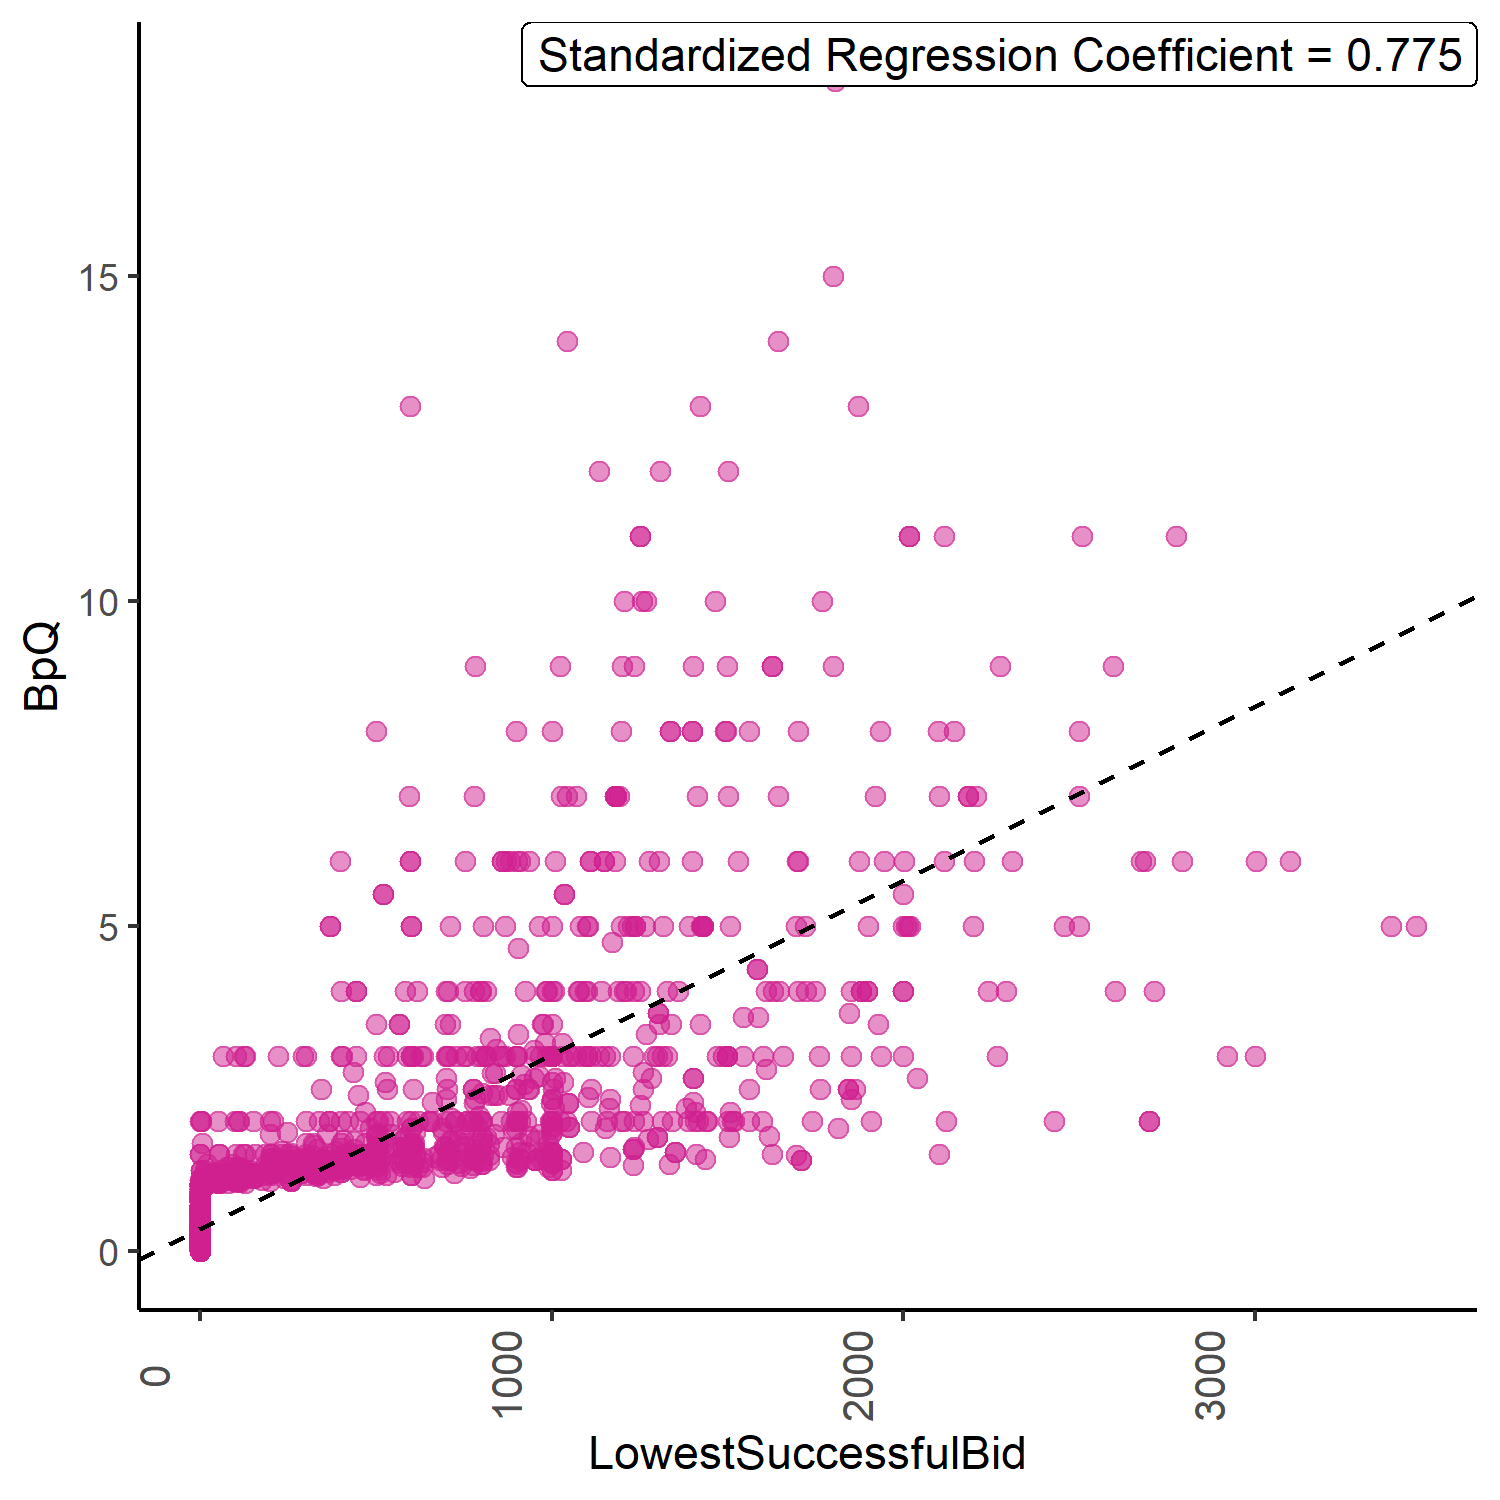 Standardized Regression Coefficient = 0.775
15
10
5
0
BpQ
0
1000
2000
3000
LowestSuccessfulBid